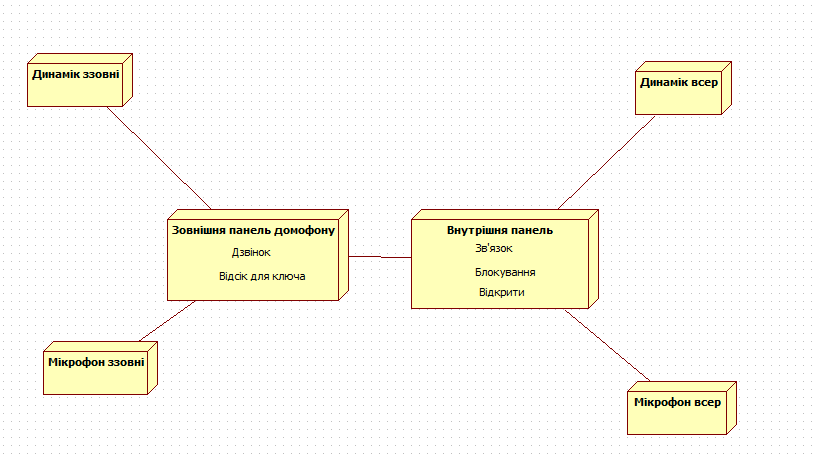 Динамік ззовні
Динамік всер
Зовнішня панель домофону
Дзвінок
Відсік для ключа
Внутрішня панель
Зв'язок
Блокування
Відкрити
Мікрофон ззовні
Мікрофон всер